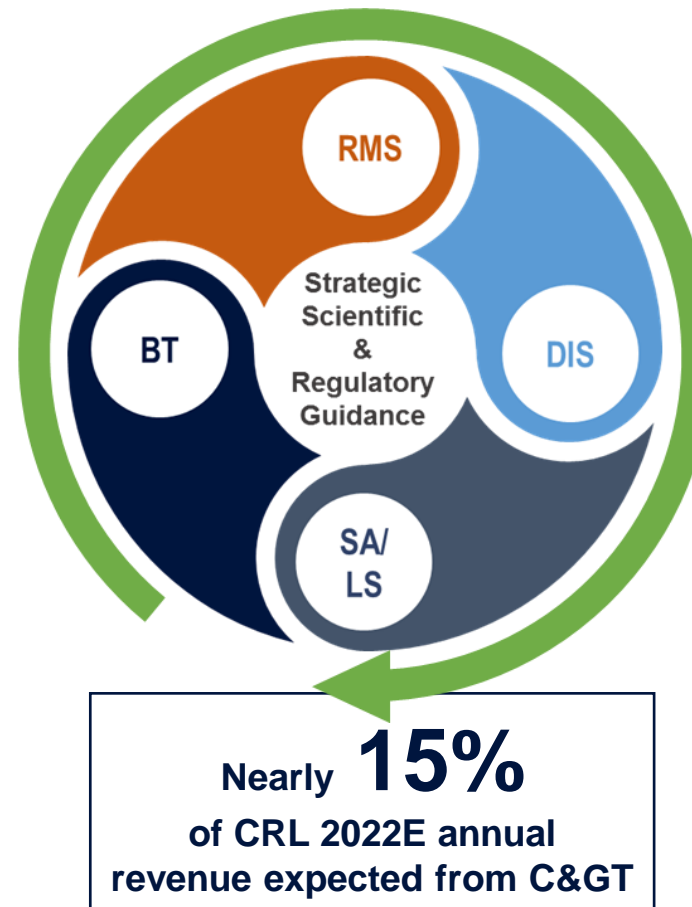 RMS
Strategic
Scientific
&
Regulatory
Guidance
BT
DIS
SA/
LS
Nearly 15%
of CRL 2022E annual
revenue expected from C&GT